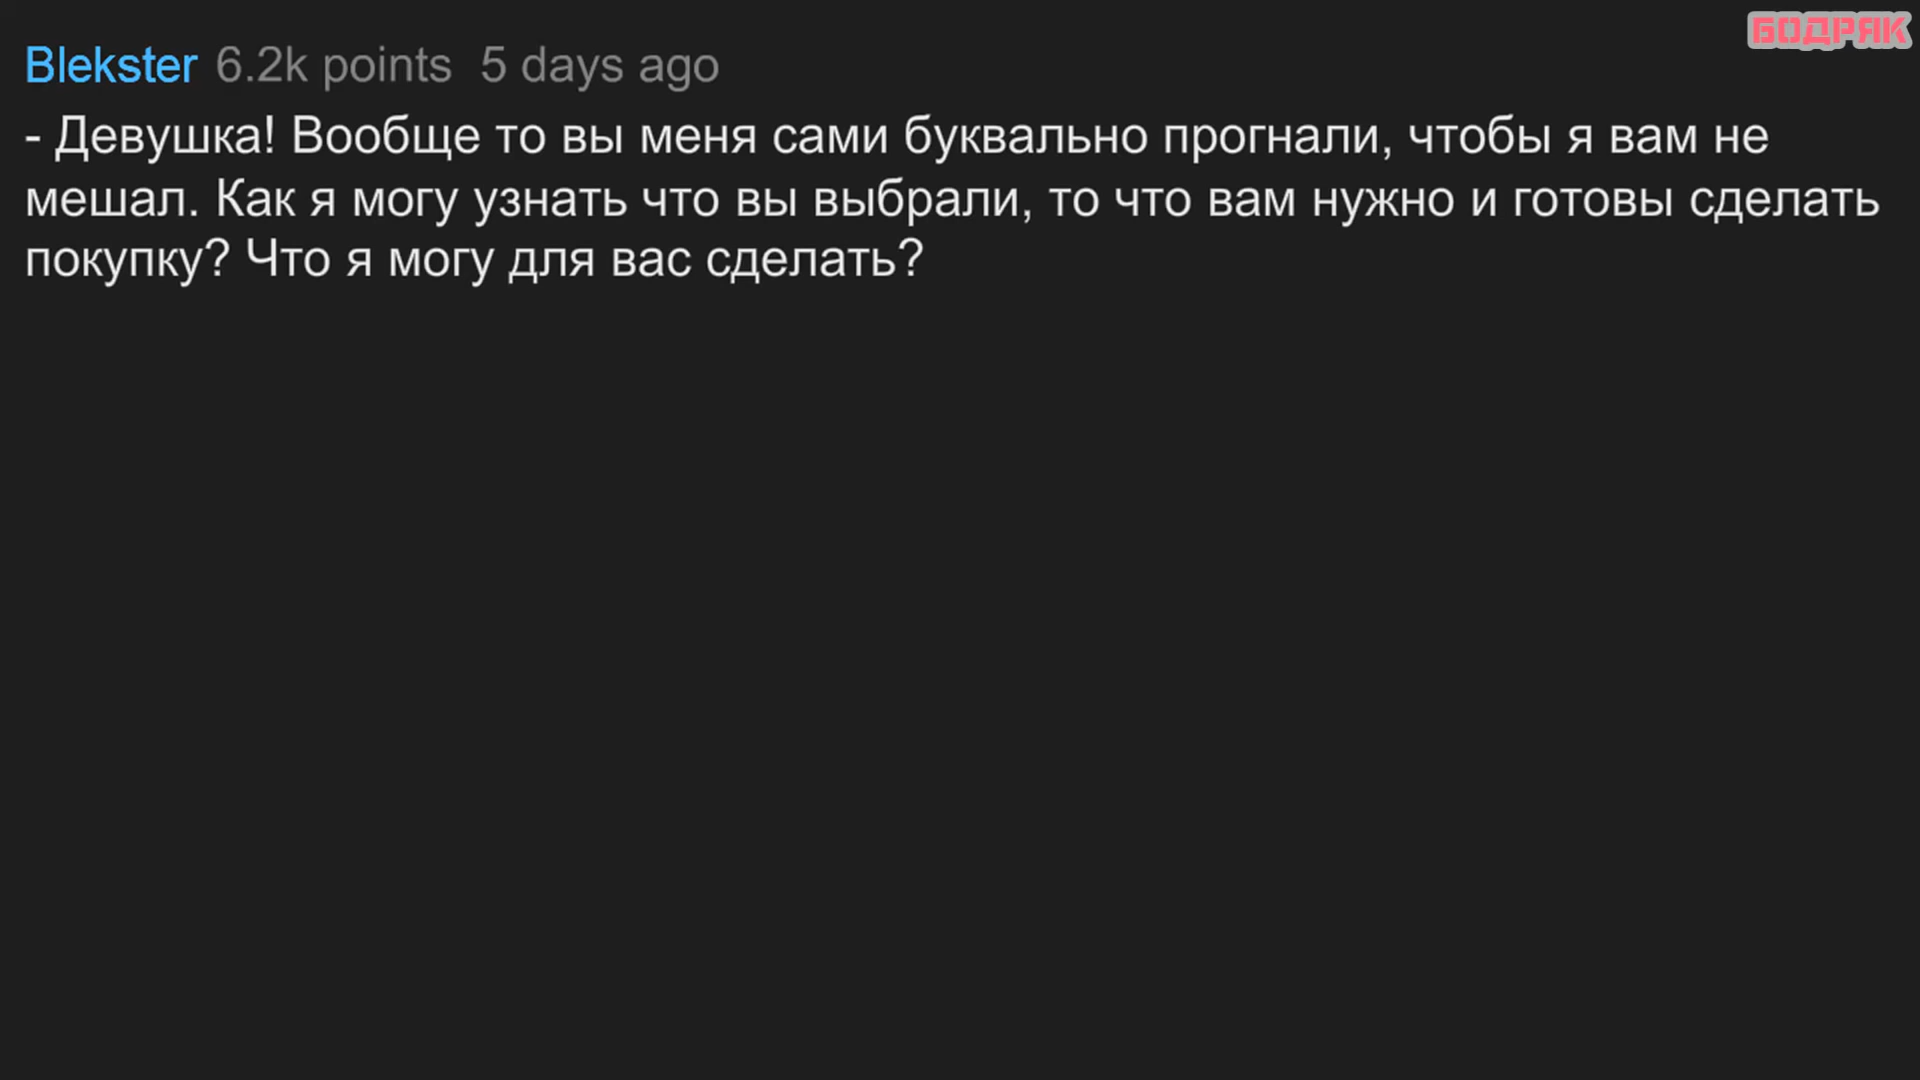 БОДРЯК
Blekster 6.2k points 5 days ago
- Девушка! Вообще то вы меня сами буквально прогнали, чтобы я вам не
мешал. Как я могу узнать что вы выбрали, то что вам нужно и готовы сделать
покупку? Что я могу для вас сделать?